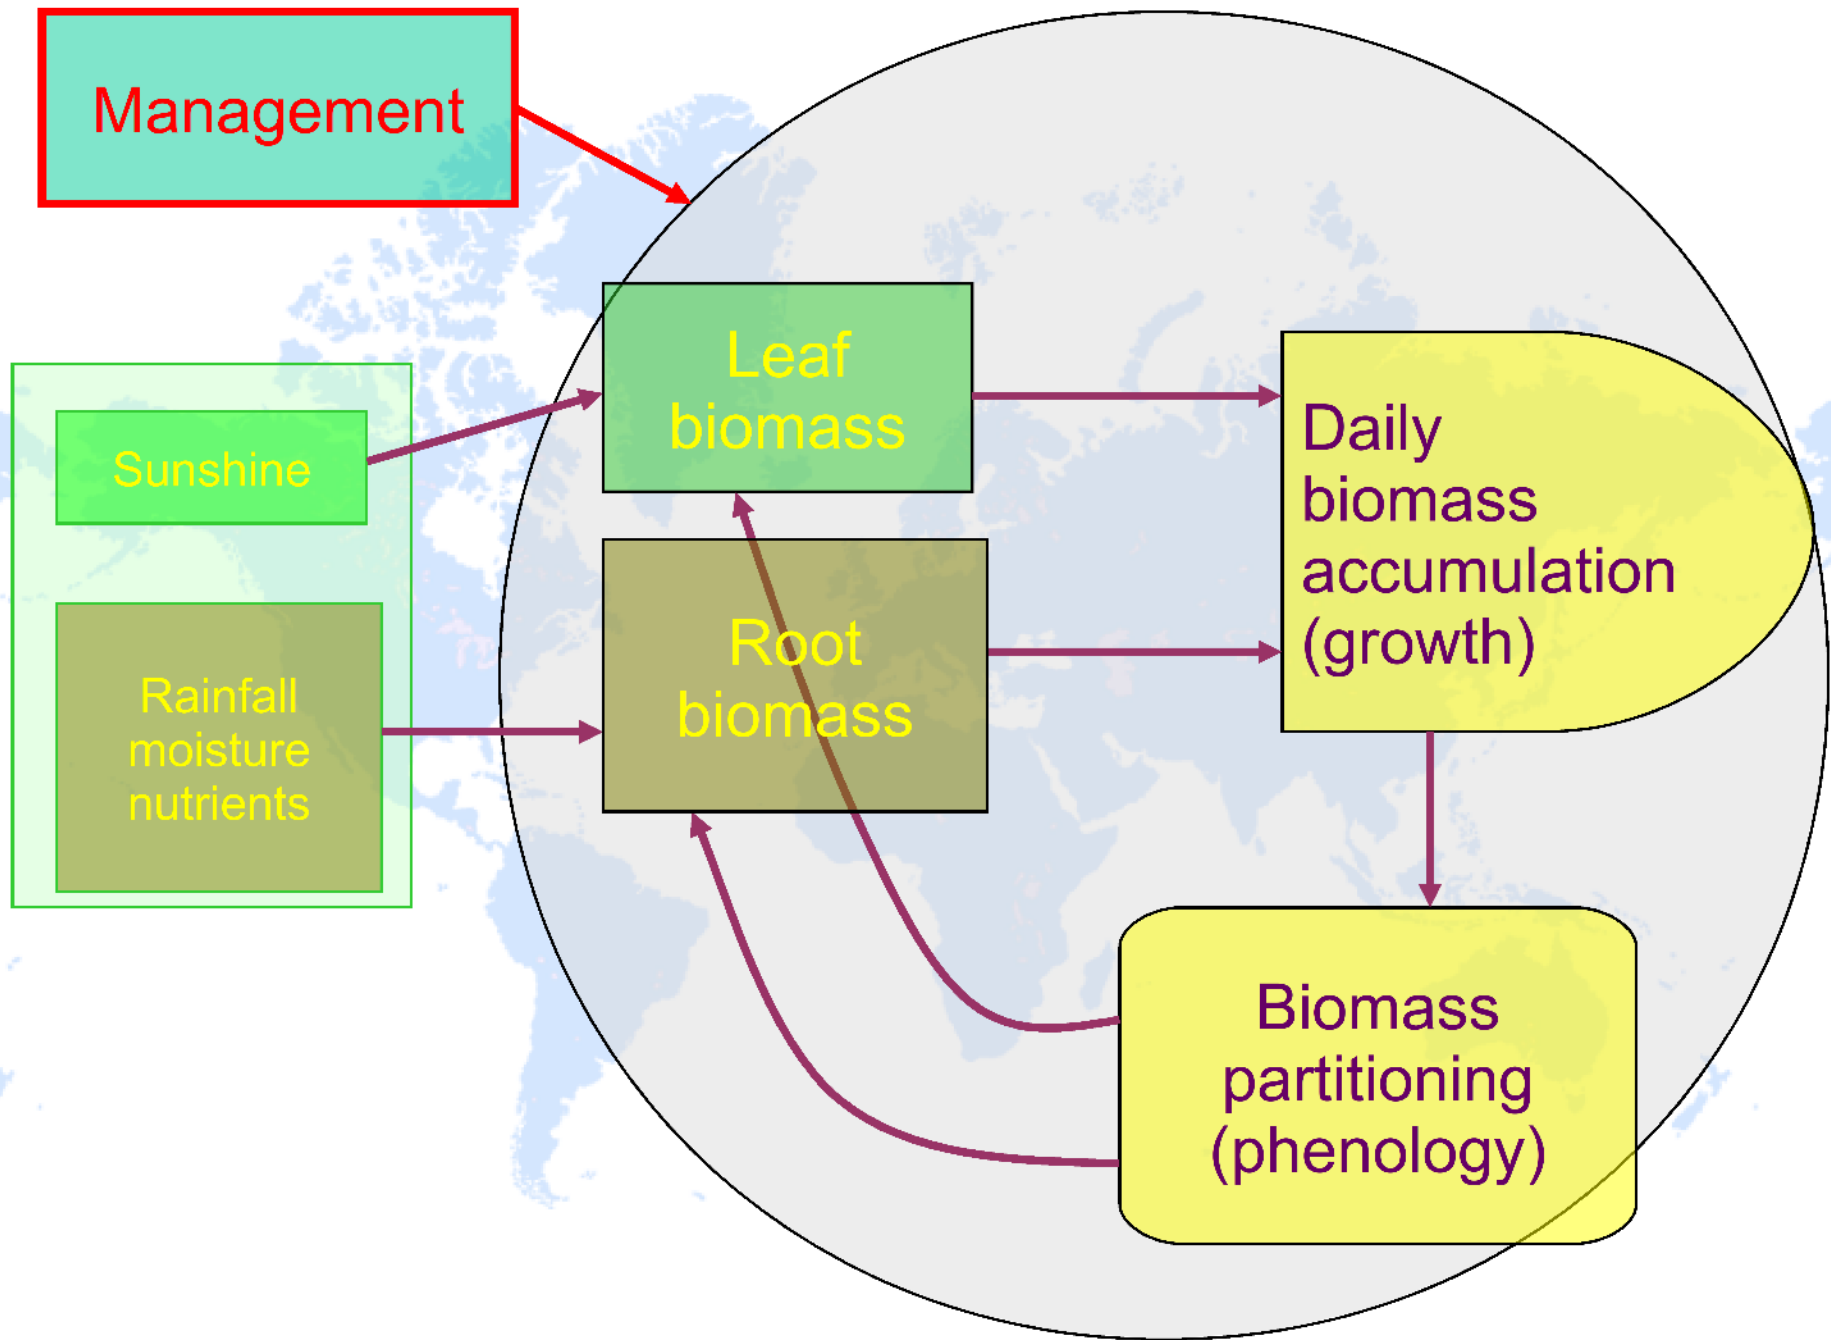 Management
Leaf
biomass
Sunshine
Daily
biomass
accumulation
(growth)
Root
biomass
Rainfall
moisture
nutrients
Biomass
partitioning
(phenology)